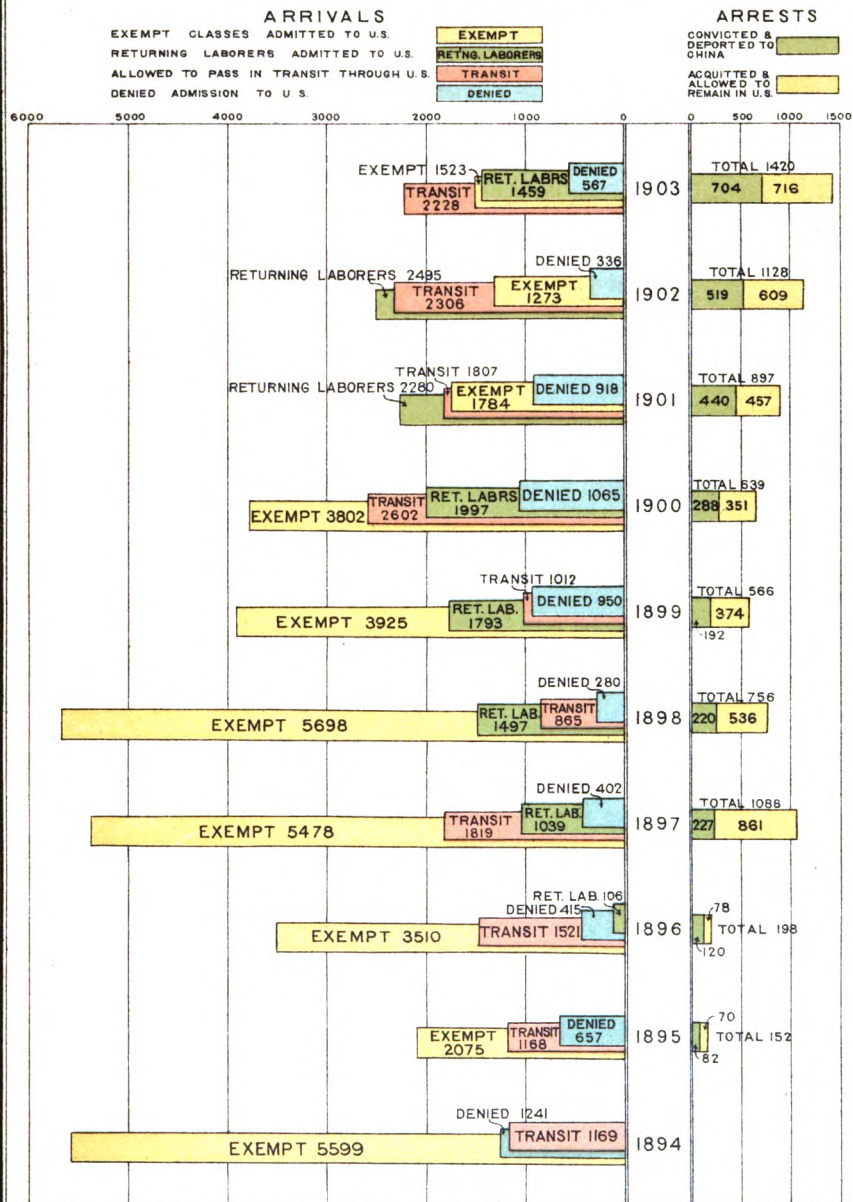 ARRIVALS
EXEMPT CLASSES ADMITTED TO U.S. EXEMPT
RETURNING LABORERS ADMITTED TO U.S. RET'NG. LABORERS
ALLOWED TO PASS IN TRANSIT THROUGH U.S. TRANSIT
DENIED ADMISSION TO U.S. DENIED
ARRESTS
CONVICTED &
DEPORTED TO
CHINA
ACQUITTED &
ALLOWED TO
REMAIN IN U.S.
6000 5000 4000 3000 2000 1000 0 0 500 1000 1500
EXEMPT 1523
RET. LABRS
1459
DENIED
567
TRANSIT
2228
1903
TOTAL 1420
704 716
DENIED 336
RETURNING LABORERS 2495
TRANSIT
2306
EXEMPT
1273
1902
TOTAL 1128
519 609
TRANSIT 1807
RETURNING LABORERS 2280
EXEMPT
1784
DENIED 918
1901
TOTAL 897
440 457
EXEMPT 3802
TRANSIT
2602
RET. LABRS
1997
DENIED 1065
1900
TOTAL 639
288 351
TRANSIT 1012
EXEMPT 3925
RET. LAB.
1793
DENIED 950
1899
TOTAL 566
374
192
DENIED 280
EXEMPT 5698
RET. LAB.
1497
TRANSIT
865
1898
TOTAL 756
220 536
DENIED 402
EXEMPT 5478
TRANSIT
1819
RET. LAB.
1039
1897
TOTAL 1088
227 861
RET. LAB. 106
DENIED 415
EXEMPT 3510
TRANSIT 1521
1896
78
TOTAL 198
120
EXEMPT
2075
TRANSIT
1168
DENIED
657
1895
70
TOTAL 152
82
DENIED 1241
EXEMPT 5599
TRANSIT 1169
1894